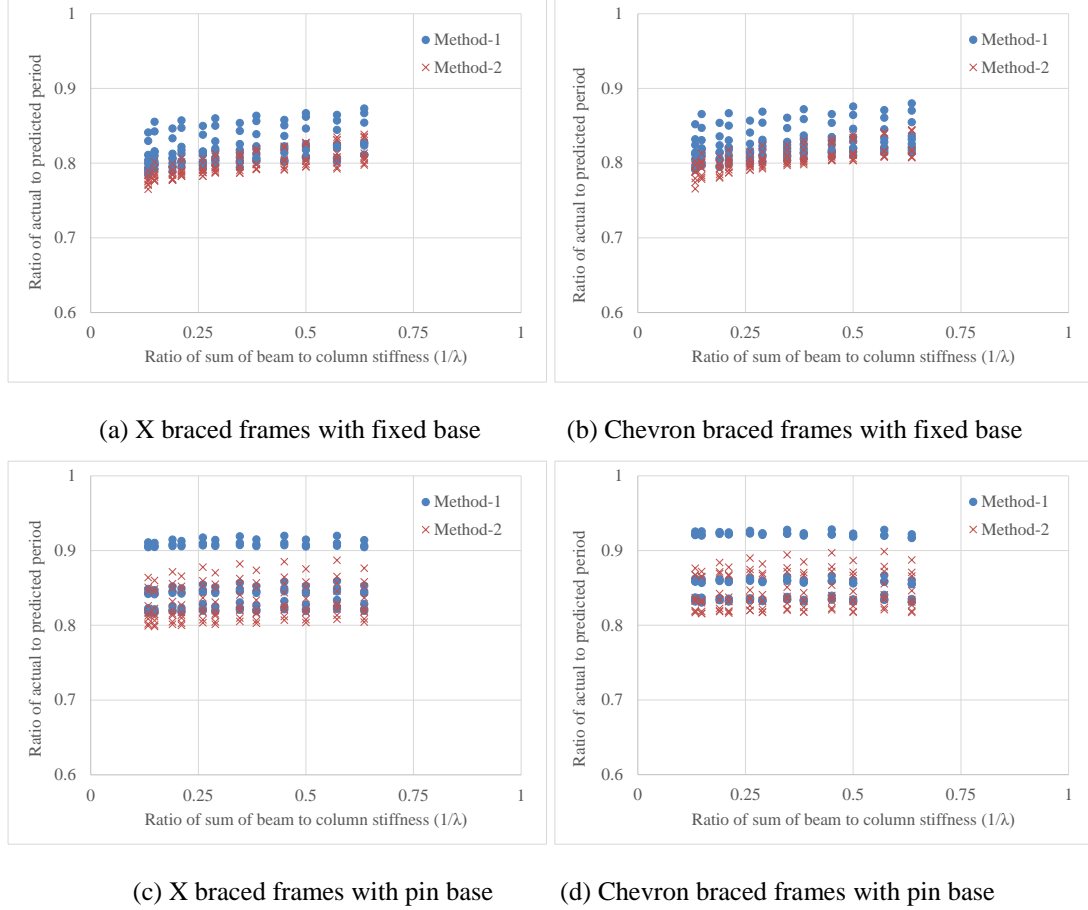 1
0.9
0.8
0.7
0.6
0 0.25 0.5 0.75 1
Ratio of actual to predicted period
Ratio of sum of beam to column stiffness (1/λ)
Method-1
Method-2
(a) X braced frames with fixed base
1
0.9
0.8
0.7
0.6
0 0.25 0.5 0.75 1
Ratio of actual to predicted period
Ratio of sum of beam to column stiffness (1/λ)
Method-1
Method-2
(b) Chevron braced frames with fixed base
1
0.9
0.8
0.7
0.6
0 0.25 0.5 0.75 1
Ratio of actual to predicted period
Ratio of sum of beam to column stiffness (1/λ)
Method-1
Method-2
(c) X braced frames with pin base
1
0.9
0.8
0.7
0.6
0 0.25 0.5 0.75 1
Ratio of actual to predicted period
Ratio of sum of beam to column stiffness (1/λ)
Method-1
Method-2
(d) Chevron braced frames with pin base